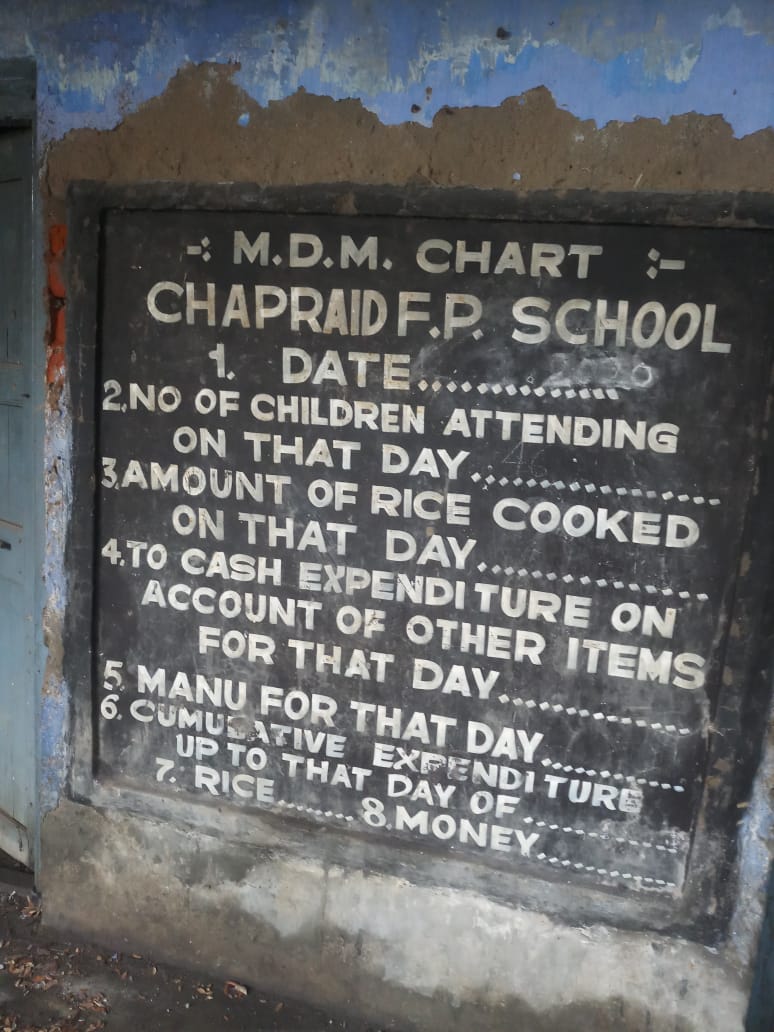 -: M.D.M. CHART :-
CHAPRAID F.P. SCHOOL
1. DATE....................
2. NO OF CHILDREN ATTENDING
ON THAT DAY....................
3. AMOUNT OF RICE COOKED
ON THAT DAY....................
4. TO CASH EXPENDITURE ON
ACCOUNT OF OTHER ITEMS
FOR THAT DAY....................
5. MANU FOR THAT DAY....................
6. CUMULATIVE EXPENDITURE
UP TO THAT DAY OF....................
7. RICE.......... 8. MONEY....................